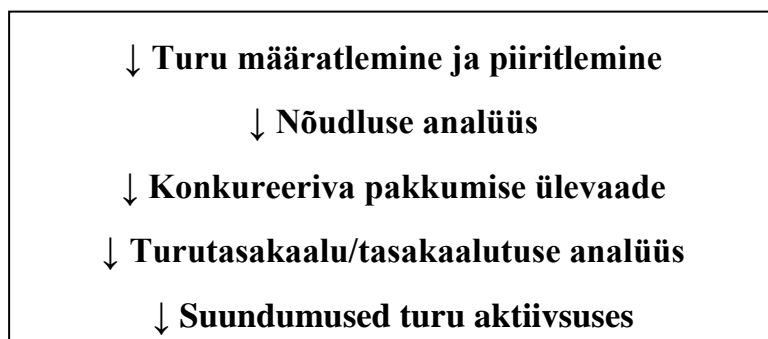 ↓ Turu määratlemine ja piiritlemine
↓ Nõudluse analüüs
↓ Konkureeriva pakkumise ülevaade
↓ Turutasakaalu/tasakaalutuse analüüs
↓ Suundumused turu aktiivsuses